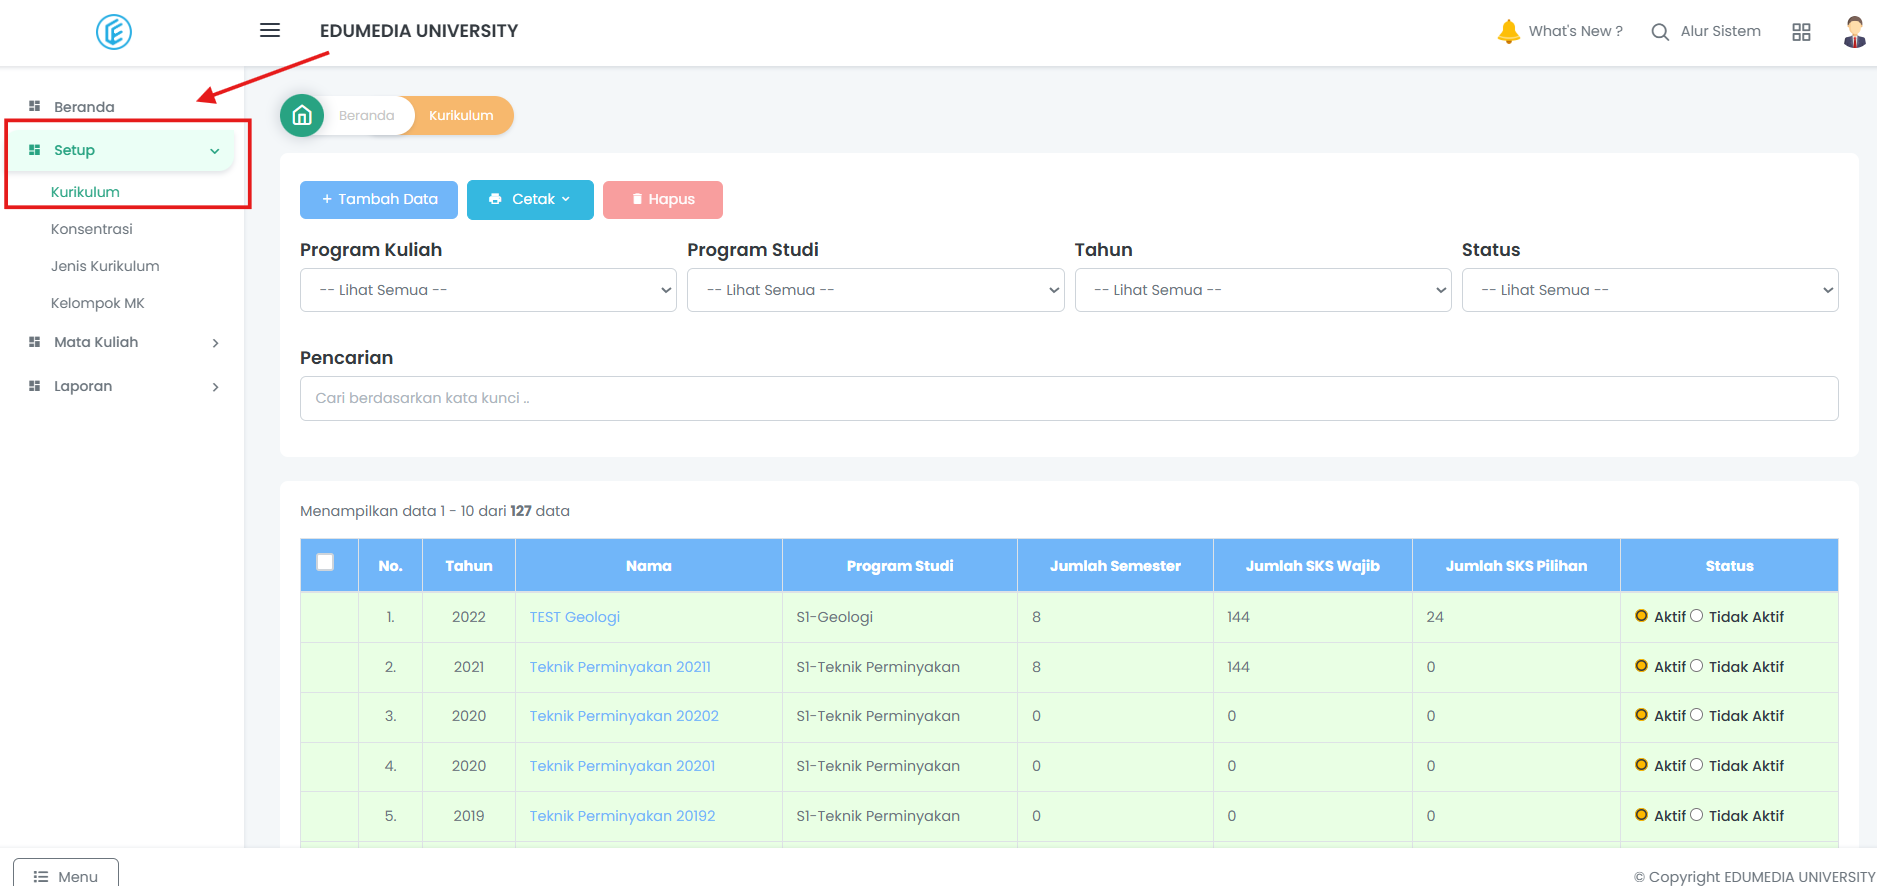 EDUMEDIA UNIVERSITY
What's New ?
Alur Sistem
Beranda
Setup
Kurikulum
Konsentrasi
Jenis Kurikulum
Kelompok MK
Mata Kuliah
Laporan
Beranda Kurikulum
+ Tambah Data Cetak Hapus
Program Kuliah Program Studi Tahun Status
-- Lihat Semua -- -- Lihat Semua -- -- Lihat Semua -- -- Lihat Semua --
Pencarian
Cari berdasarkan kata kunci ..
Menampilkan data 1 - 10 dari 127 data
No. Tahun Nama Program Studi Jumlah Semester Jumlah SKS Wajib Jumlah SKS Pilihan Status
1. 2022 TEST Geologi S1-Geologi 8 144 24 Aktif Tidak Aktif
2. 2021 Teknik Perminyakan 20211 S1-Teknik Perminyakan 8 144 0 Aktif Tidak Aktif
3. 2020 Teknik Perminyakan 20202 S1-Teknik Perminyakan 0 0 0 Aktif Tidak Aktif
4. 2020 Teknik Perminyakan 20201 S1-Teknik Perminyakan 0 0 0 Aktif Tidak Aktif
5. 2019 Teknik Perminyakan 20192 S1-Teknik Perminyakan 0 0 0 Aktif Tidak Aktif
Menu
© Copyright EDUMEDIA UNIVERSITY